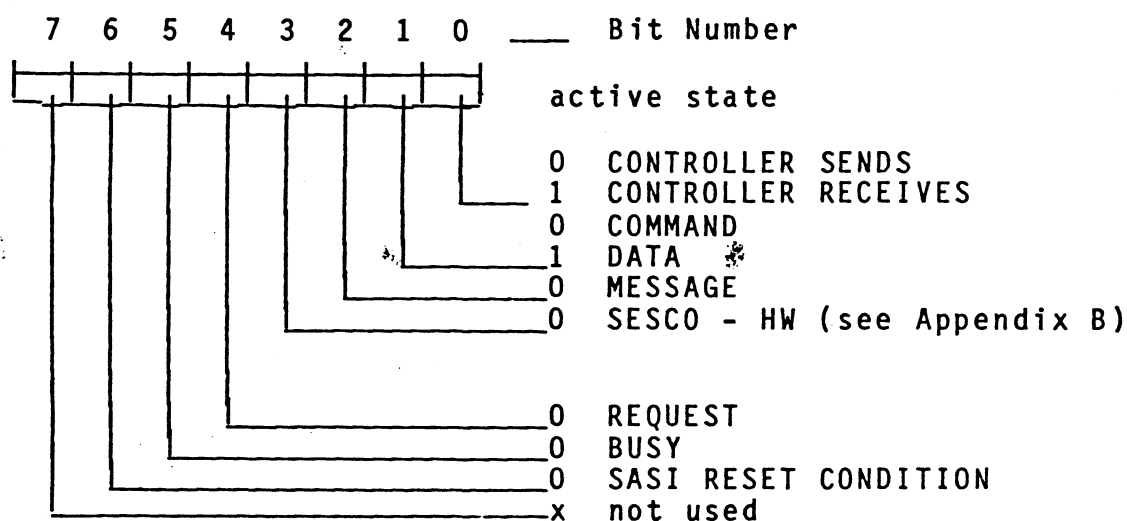 7 6 5 4 3 2 1 0 ___ Bit Number
active state
0 CONTROLLER SENDS
1 CONTROLLER RECEIVES
0 COMMAND
1 DATA
0 MESSAGE
0 SESCO - HW (see Appendix B)
0 REQUEST
0 BUSY
0 SASI RESET CONDITION
x not used